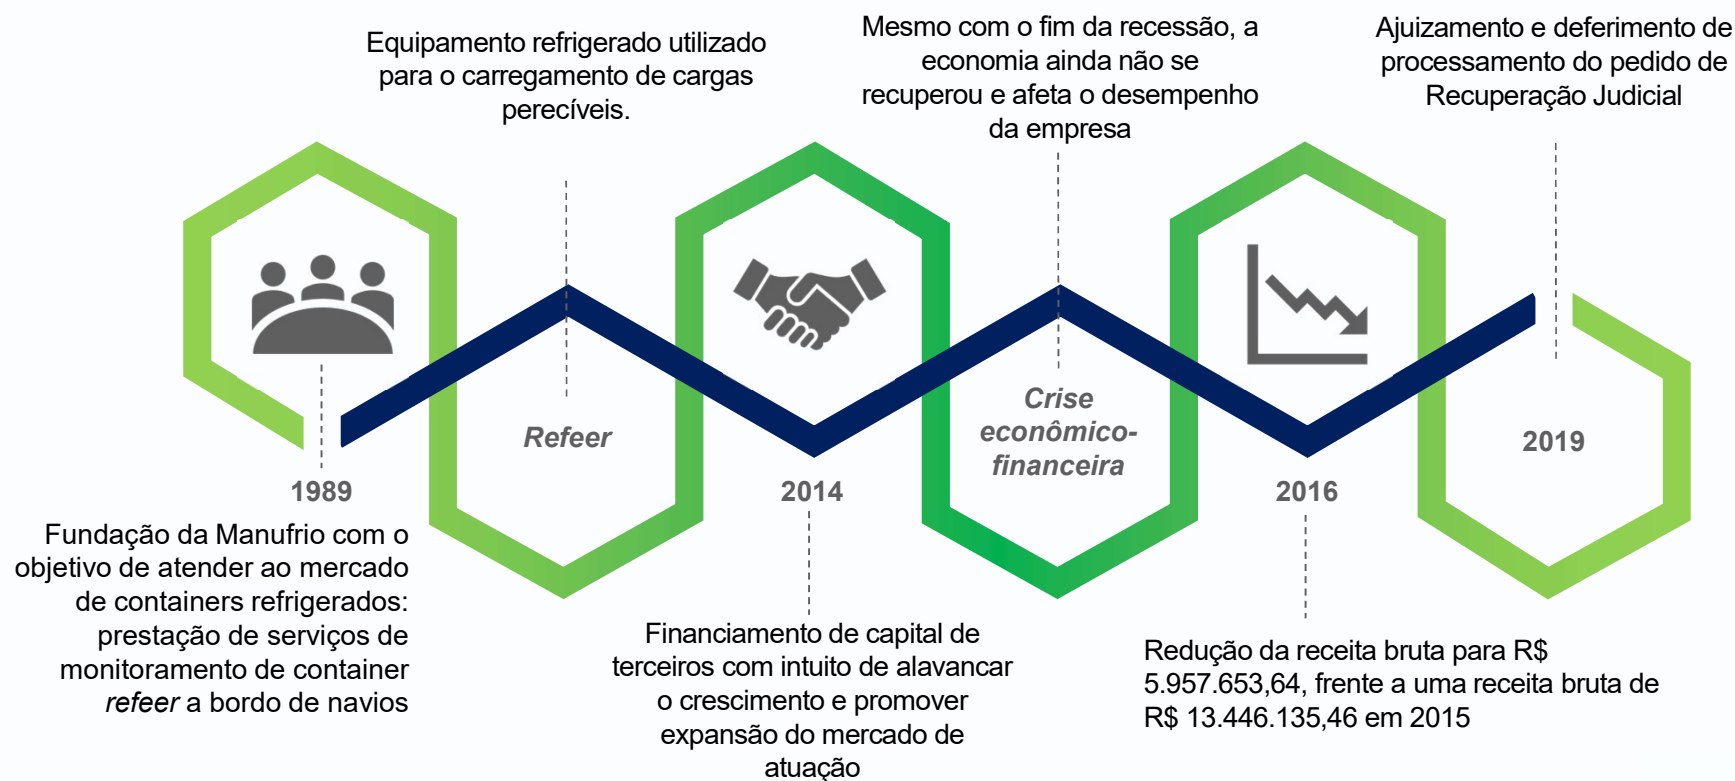 Equipamento refrigerado utilizado
para o carregamento de cargas
perecíveis.
Mesmo com o fim da recessão, a
economia ainda não se
recuperou e afeta o desempenho
da empresa
Ajuizamento e deferimento de
processamento do pedido de
Recuperação Judicial
1989
Fundação da Manufrio com o
objetivo de atender ao mercado
de containers refrigerados:
prestação de serviços de
monitoramento de container
refeer a bordo de navios
Refeer
2014
Financiamento de capital de
terceiros com intuito de alavancar
o crescimento e promover
expansão do mercado de
atuação
Crise
econômico-
financeira
2016
Redução da receita bruta para R$
5.957.653,64, frente a uma receita bruta de
R$ 13.446.135,46 em 2015
2019